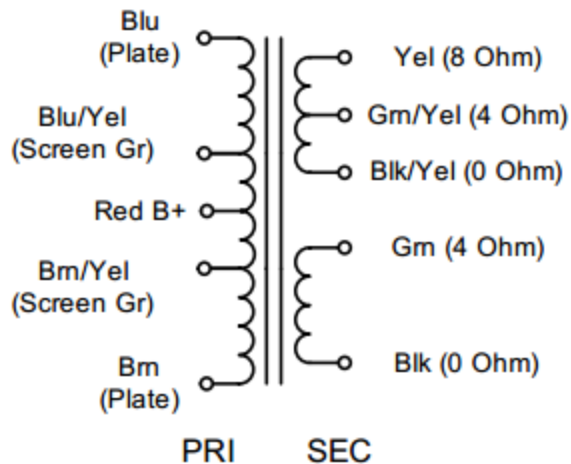 Blu
(Plate)
Yel (8 Ohm)
Blu/Yel
(Screen Gr)
Grn/Yel (4 Ohm)
Blk/Yel (0 Ohm)
Red B+
Brn/Yel
(Screen Gr)
Grn (4 Ohm)
Brn
(Plate)
Blk (0 Ohm)
PRI
SEC